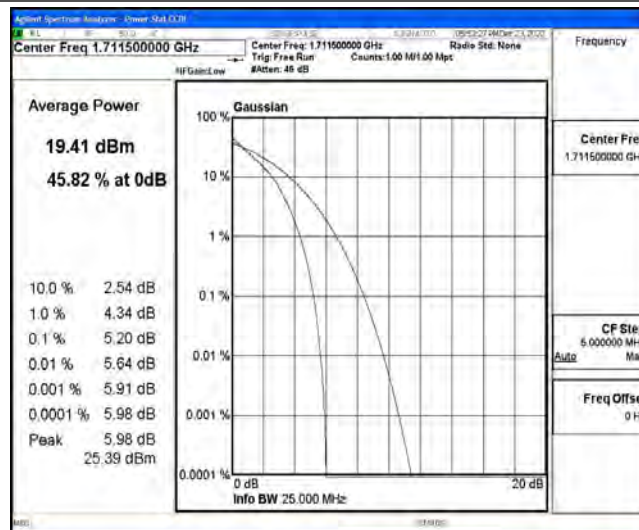 Agilent Spectrum Analyzer - Power Stat CCDF
Center Freq 1.711500000 GHz
Center Freq: 1.711500000 GHz
Radio Std: None
Trig: Free Run
Counts:1.00 M/1.00 Mpt
#IFGain:Low
#Atten: 46 dB
Frequency
Average Power
19.41 dBm
45.82 % at 0dB
10.0 % 2.54 dB
1.0 % 4.34 dB
0.1 % 5.20 dB
0.01 % 5.64 dB
0.001 % 5.91 dB
0.0001 % 5.98 dB
Peak 5.98 dB
25.39 dBm
Gaussian
100 %
10 %
1 %
0.1 %
0.01 %
0.001 %
0.0001 %
0 dB
20 dB
Info BW 25.000 MHz
Center Fre
1.711500000 GH
CF Ste
5.000000 MH
Auto Ma
Freq Offse
0 H
MSG
STATUS